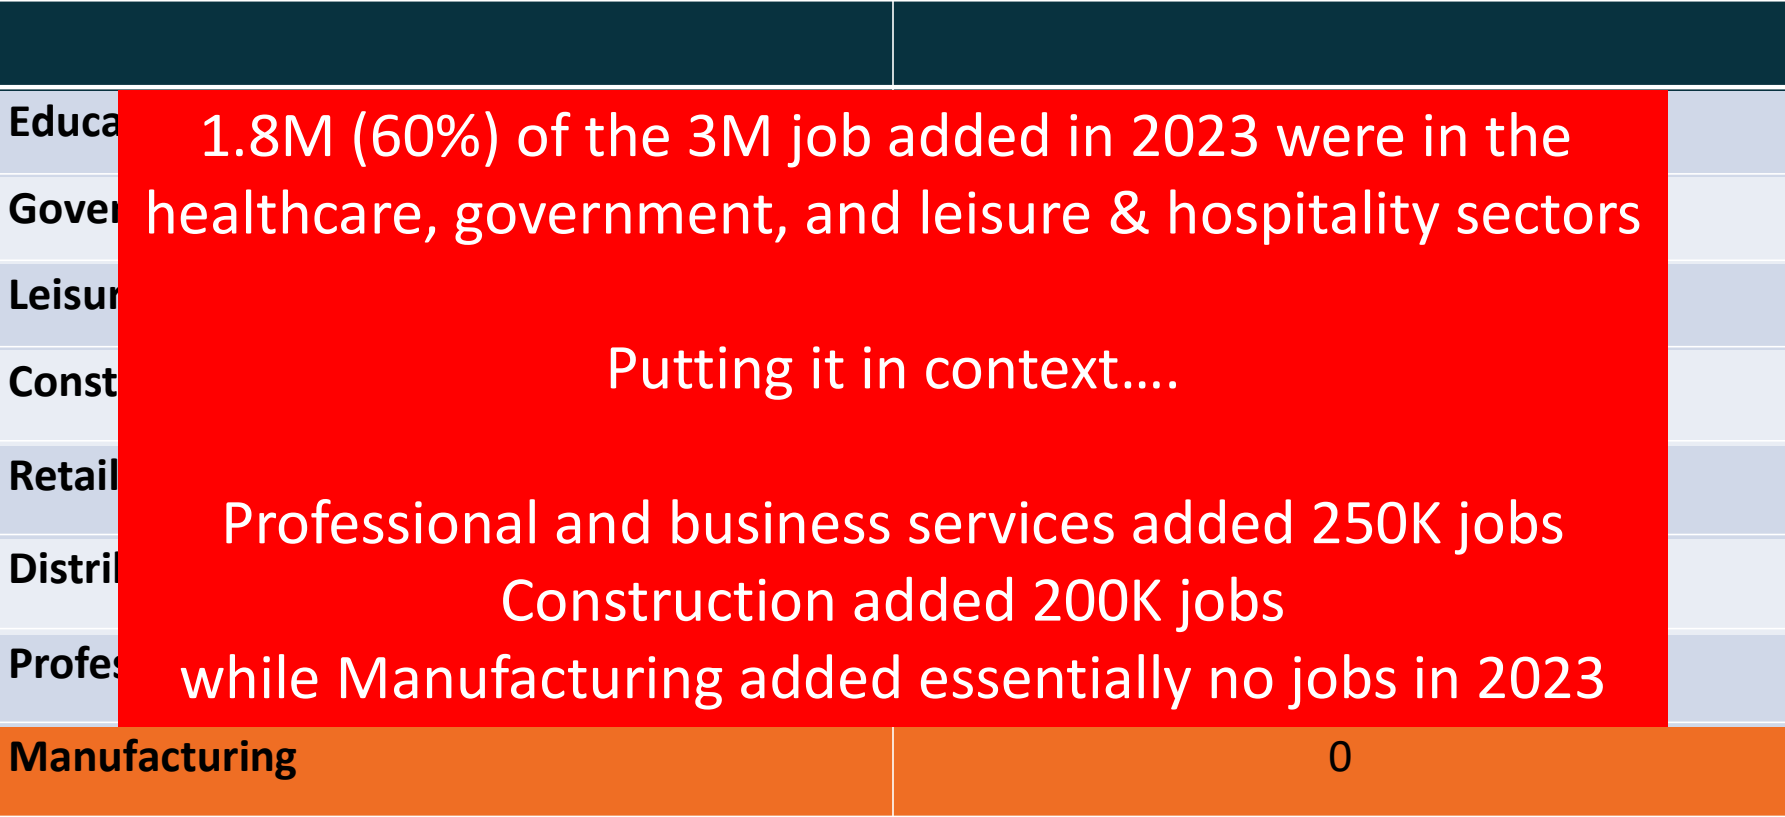 Educa
1.8M (60%) of the 3M job added in 2023 were in the
Gover
healthcare, government, and leisure & hospitality sectors
Leisur
Const
Putting it in context....
Retail
Professional and business services added 250K jobs
Distril
Construction added 200K jobs
Profes
while Manufacturing added essentially no jobs in 2023
Manufacturing 0